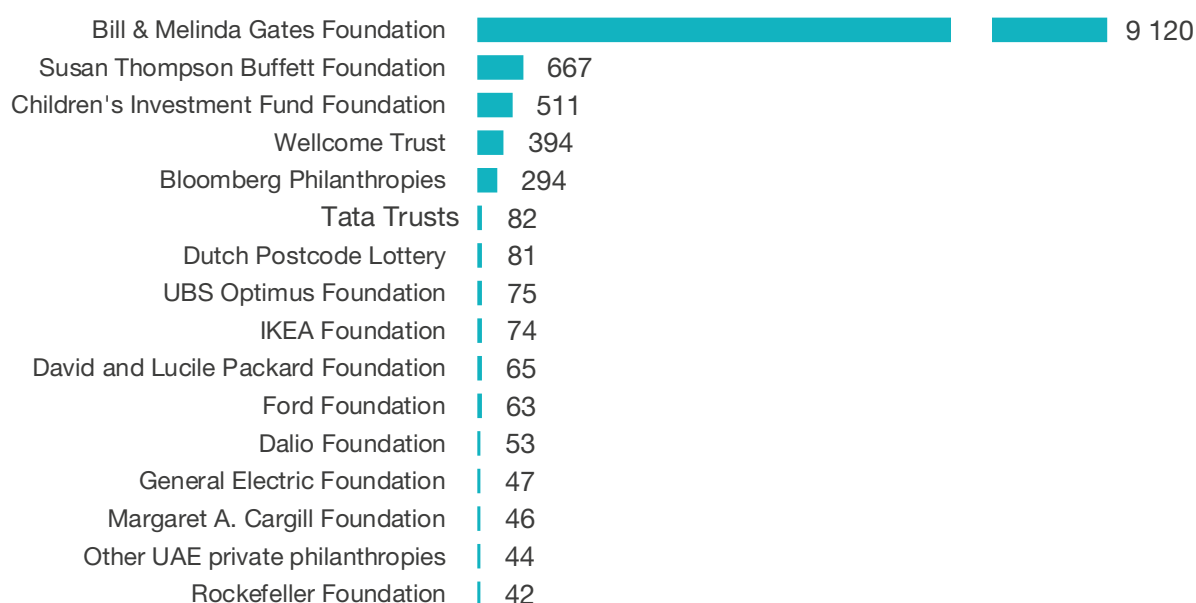 Bill & Melinda Gates Foundation 9 120
Susan Thompson Buffett Foundation 667
Children's Investment Fund Foundation 511
Wellcome Trust 394
Bloomberg Philanthropies 294
Tata Trusts 82
Dutch Postcode Lottery 81
UBS Optimus Foundation 75
IKEA Foundation 74
David and Lucile Packard Foundation 65
Ford Foundation 63
Dalio Foundation 53
General Electric Foundation 47
Margaret A. Cargill Foundation 46
Other UAE private philanthropies 44
Rockefeller Foundation 42